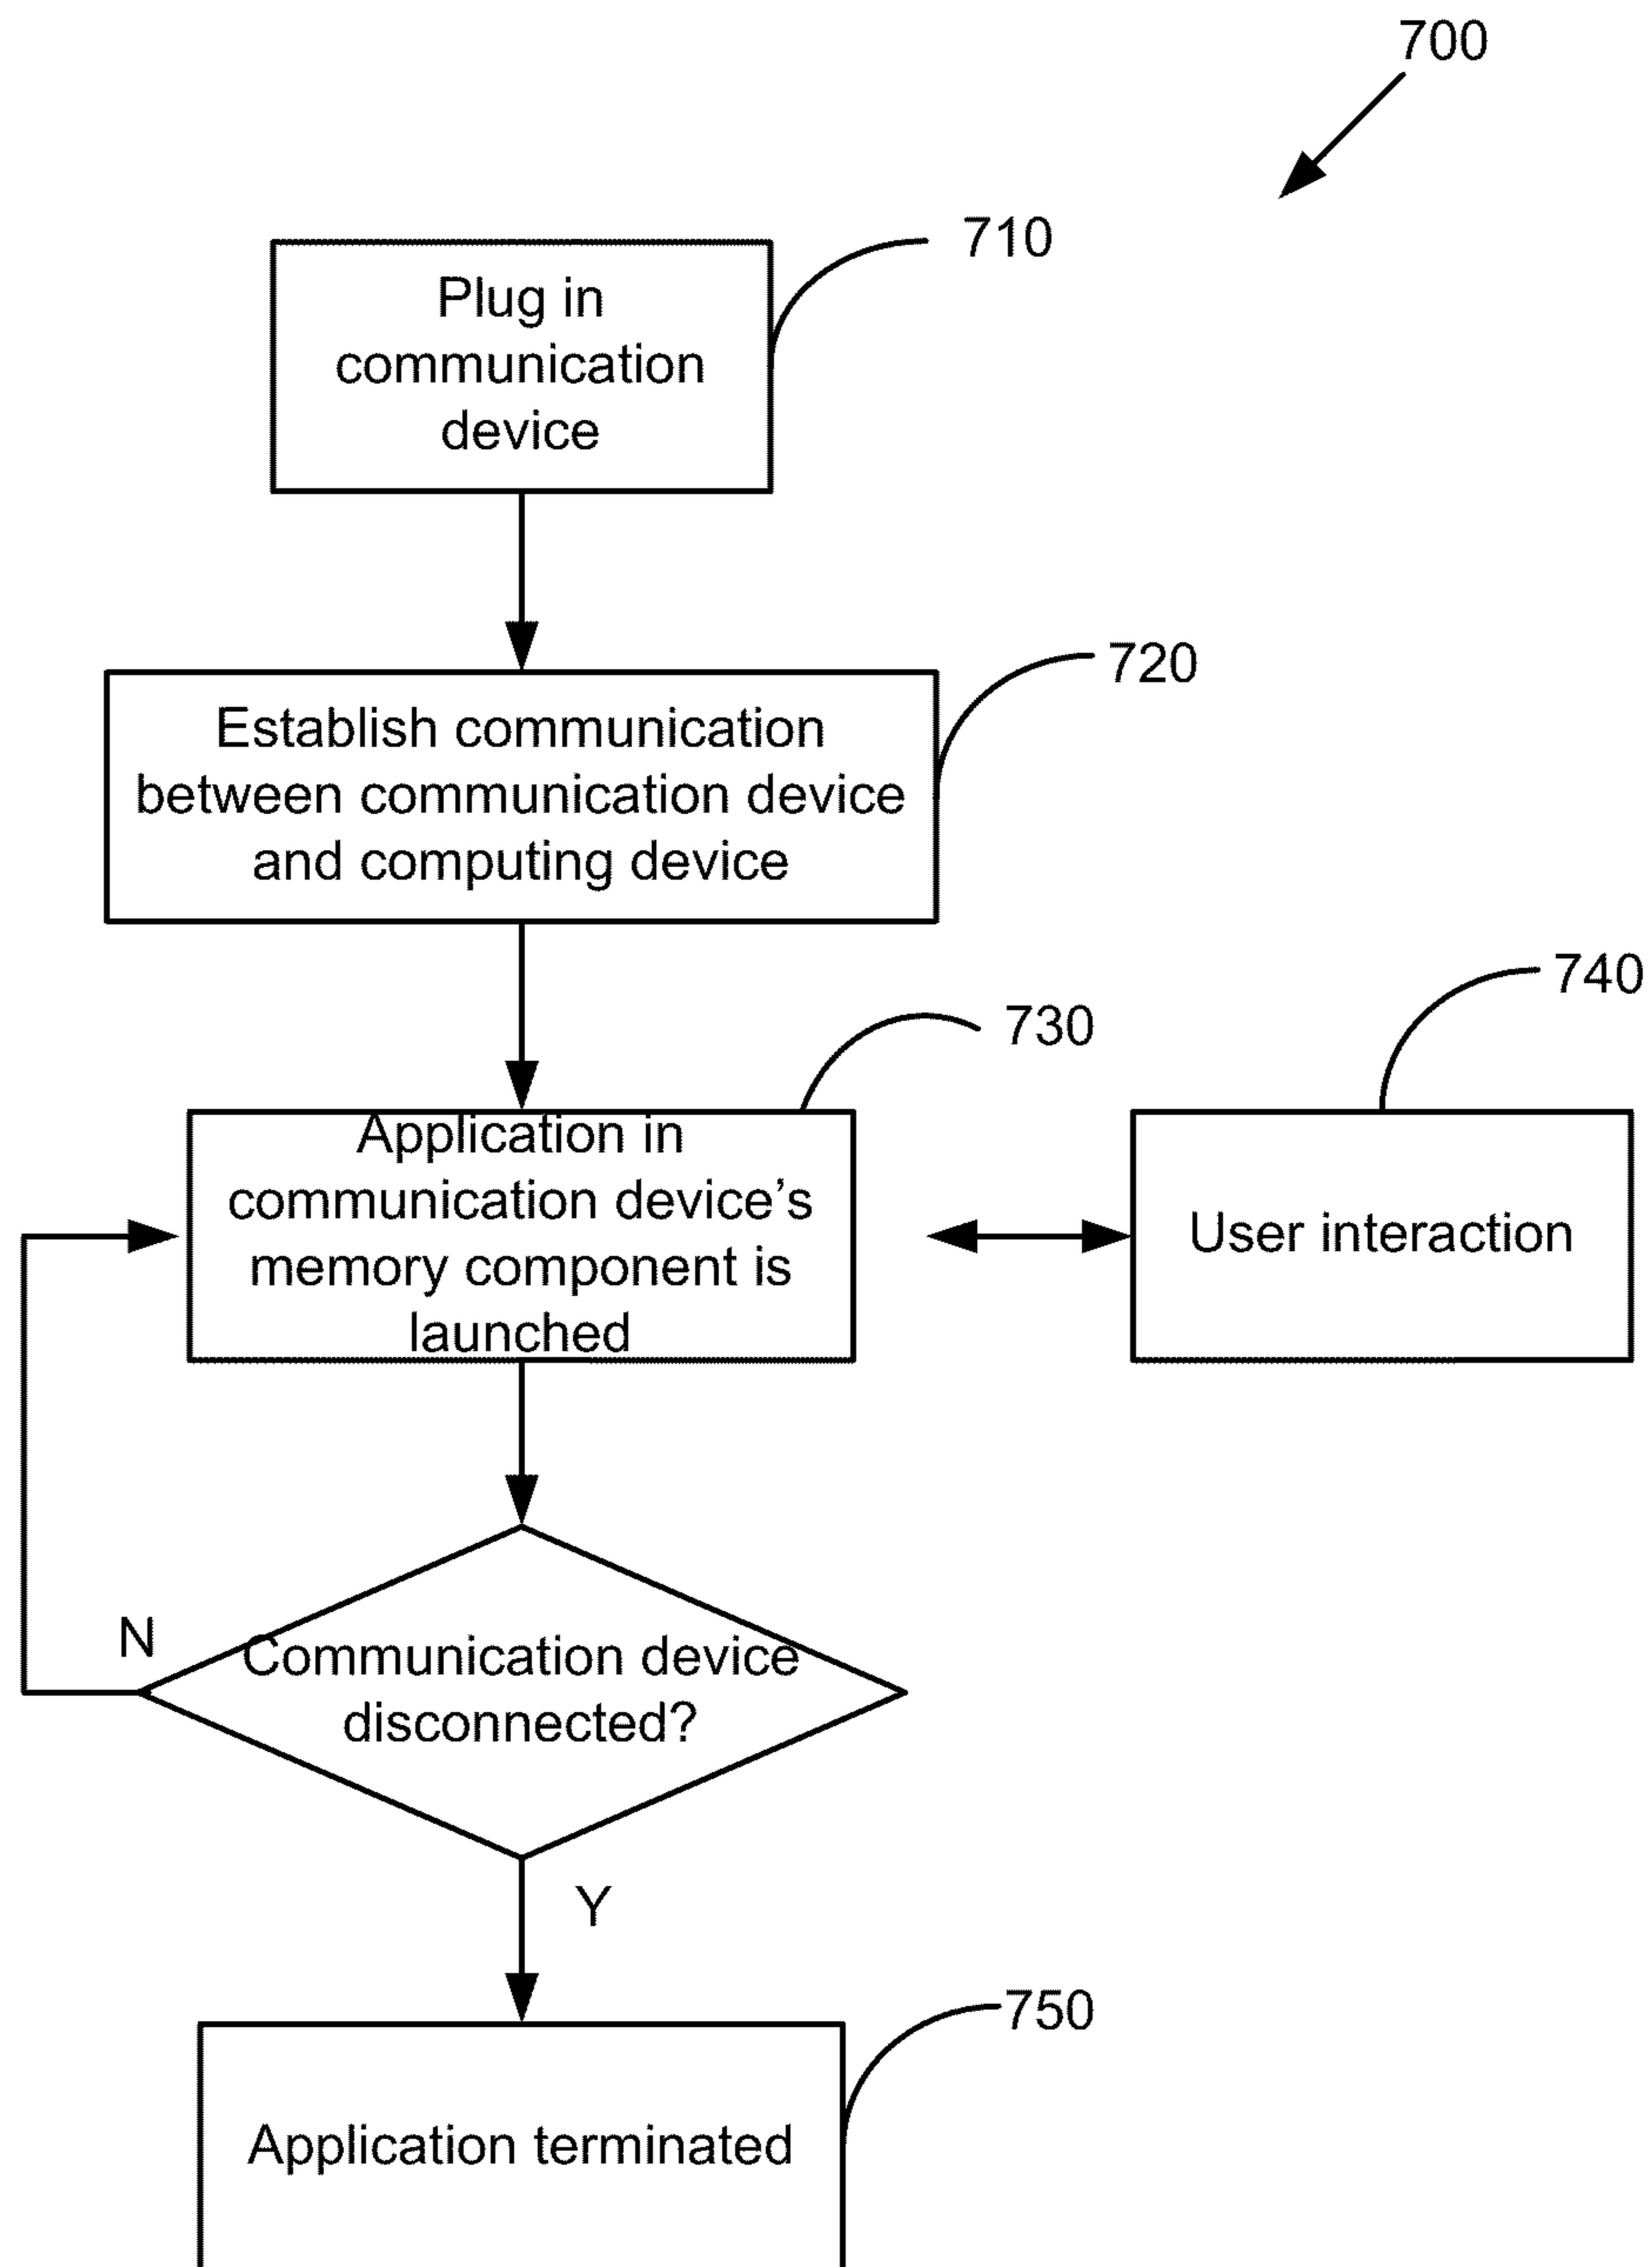 700
710
Plug in
communication
device
720
Establish communication
between communication device
and computing device
740
730
Application in
communication device’s
memory component is
launched
User interaction
N
Communication device
disconnected?
Y
750
Application terminated